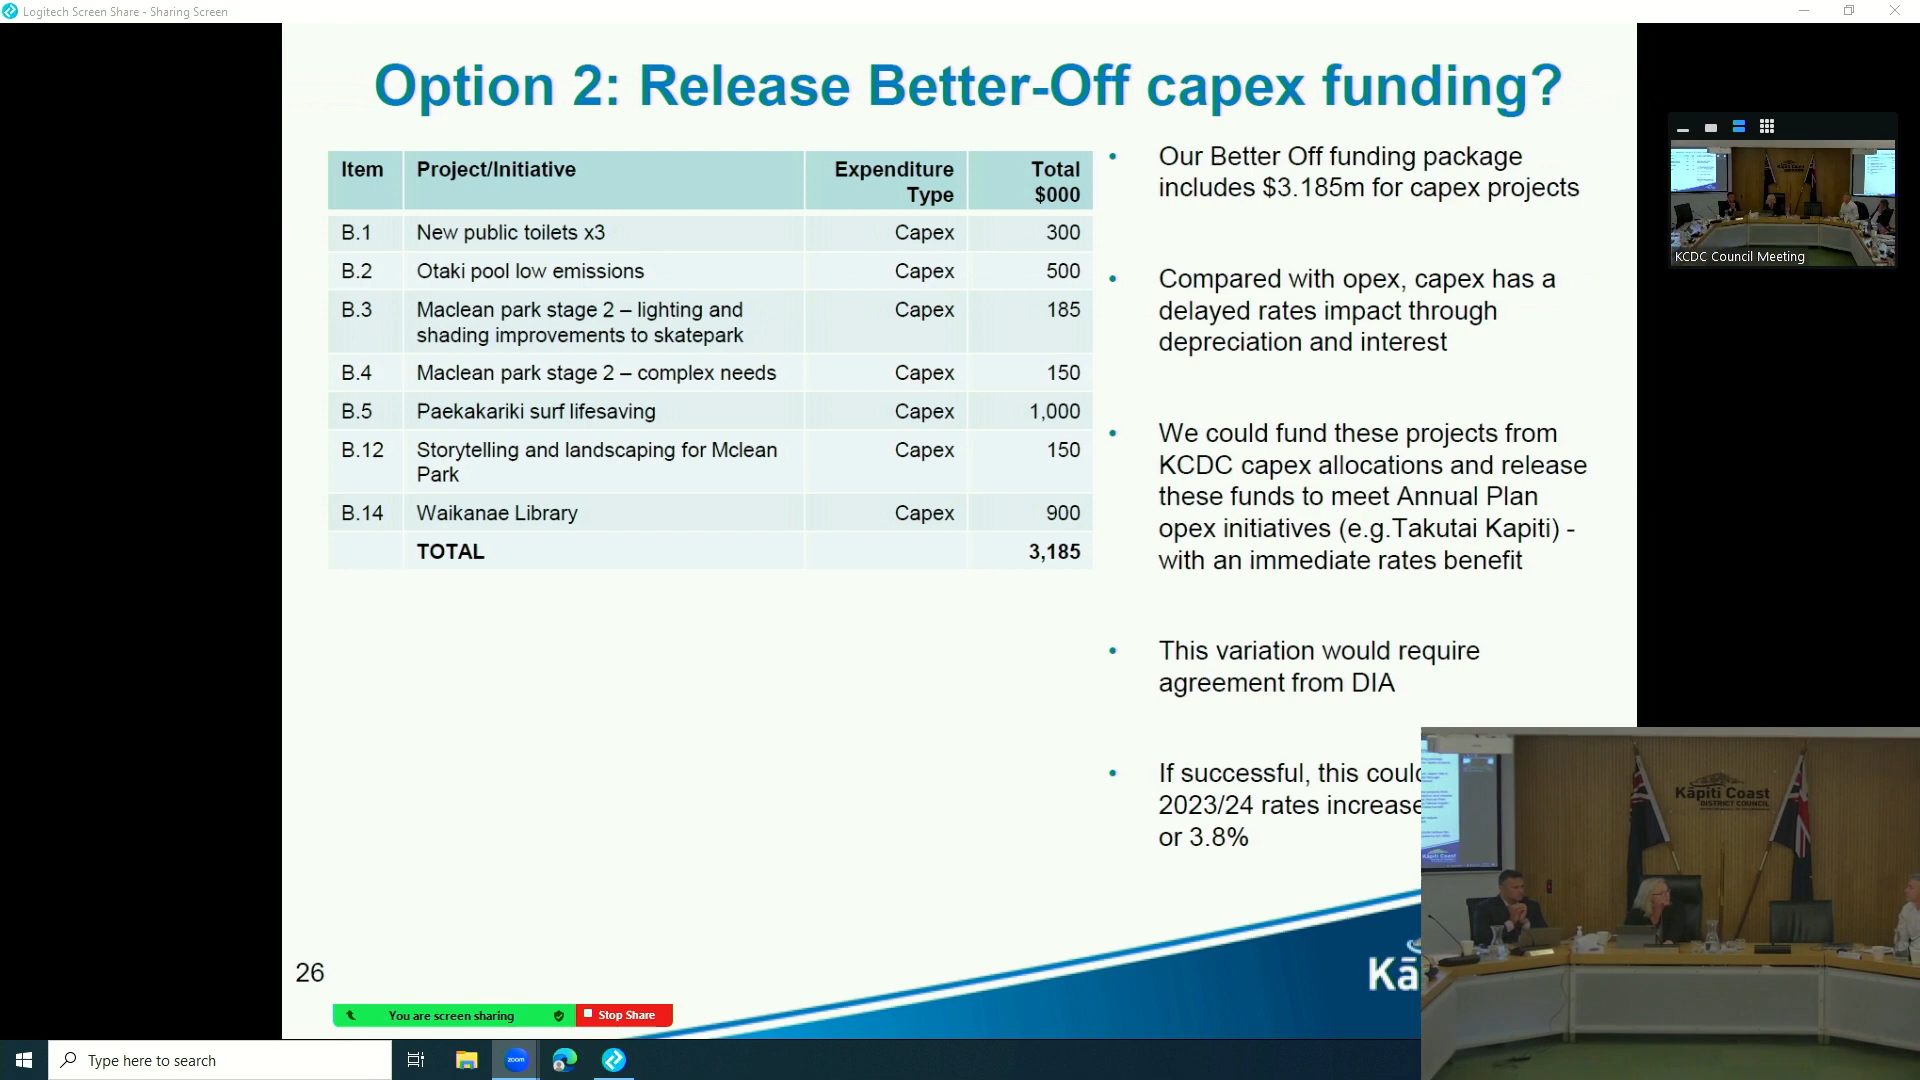 Logitech Screen Share - Sharing Screen
Option 2: Release Better-Off capex funding?
Item Project/Initiative Expenditure Type Total $000
B.1 New public toilets x3 Capex 300
B.2 Otaki pool low emissions Capex 500
B.3 Maclean park stage 2 – lighting and shading improvements to skatepark Capex 185
B.4 Maclean park stage 2 – complex needs Capex 150
B.5 Paekakariki surf lifesaving Capex 1,000
B.12 Storytelling and landscaping for Mclean Park Capex 150
B.14 Waikanae Library Capex 900
TOTAL 3,185
• Our Better Off funding package
includes $3.185m for capex projects
• Compared with opex, capex has a
delayed rates impact through
depreciation and interest
• We could fund these projects from
KCDC capex allocations and release
these funds to meet Annual Plan
opex initiatives (e.g.Takutai Kapiti) -
with an immediate rates benefit
• This variation would require
agreement from DIA
• If successful, this
2023/24 rates increase
or 3.8%
26
KCDC Council Meeting
Kāpiti Coast
DISTRICT COUNCIL
You are screen sharing
Stop Share
Type here to search
zoom